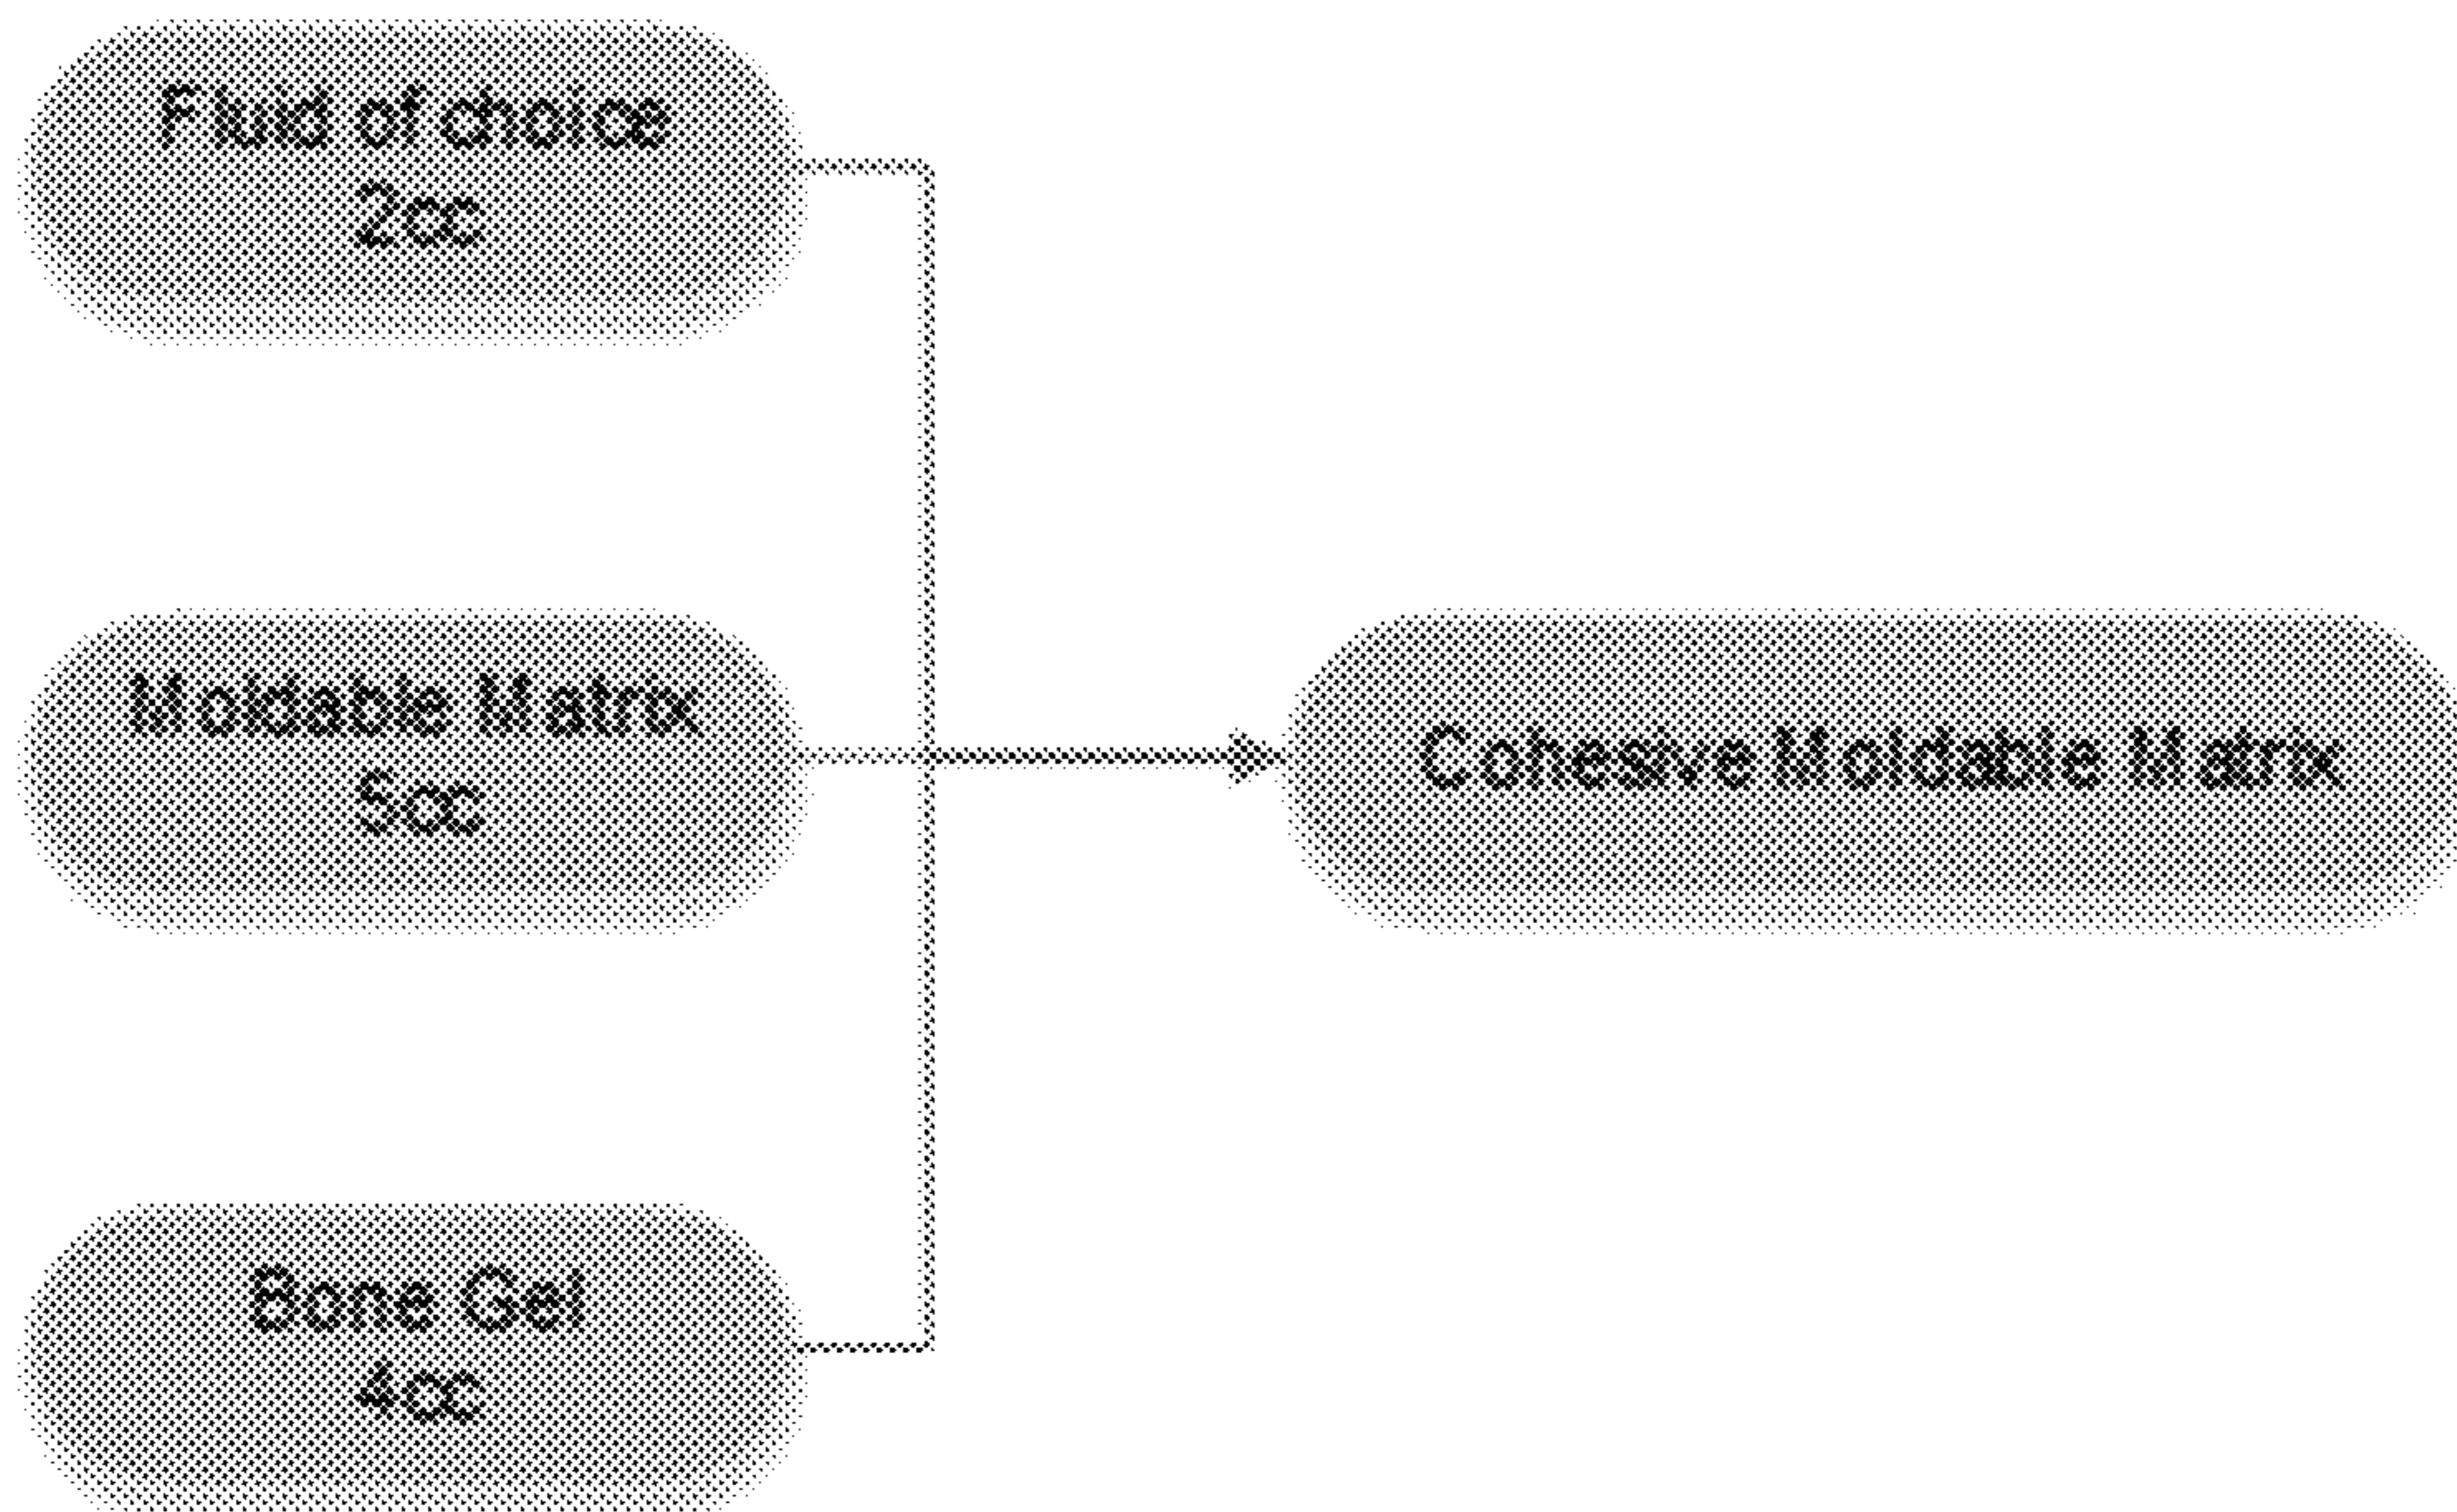 Fluid of choice
2cc
Moldable Matrix
5cc
Cohesive Moldable Matrix
Bone Gel
4cc